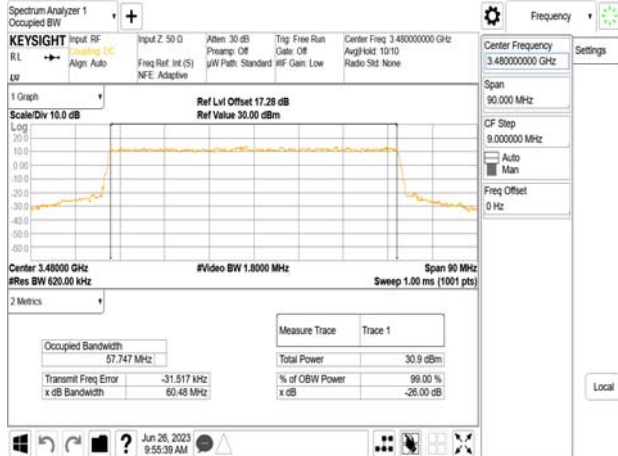 Spectrum Analyzer 1
Occupied BW
+
Frequency
KEYSIGHT
RL
LXI
Input: RF
Coupling: DC
Align: Auto
Input Z: 50 Ω
Freq Ref: Int (S)
NFE: Adaptive
Atten: 30 dB
Preamp: Off
µW Path: Standard
Trig: Free Run
Gate: Off
#IF Gain: Low
Center Freq: 3.480000000 GHz
Avg|Hold: 10/10
Radio Std: None
Center Frequency
3.480000000 GHz
Settings
Span
90.000 MHz
CF Step
9.000000 MHz
Auto
Man
Freq Offset
0 Hz
Local
1 Graph
Scale/Div 10.0 dB
Ref Lvl Offset 17.28 dB
Ref Value 30.00 dBm
Log
20.0
10.0
0.00
-10.0
-20.0
-30.0
-40.0
-50.0
-60.0
Center 3.48000 GHz
#Video BW 1.8000 MHz
Span 90 MHz
#Res BW 620.00 kHz
Sweep 1.00 ms (1001 pts)
2 Metrics
Measure Trace
Trace 1
Occupied Bandwidth
57.747 MHz
Total Power
30.9 dBm
Transmit Freq Error
-31.517 kHz
% of OBW Power
99.00 %
x dB Bandwidth
60.48 MHz
x dB
-26.00 dB
?
Jun 26, 2023
9:55:39 AM